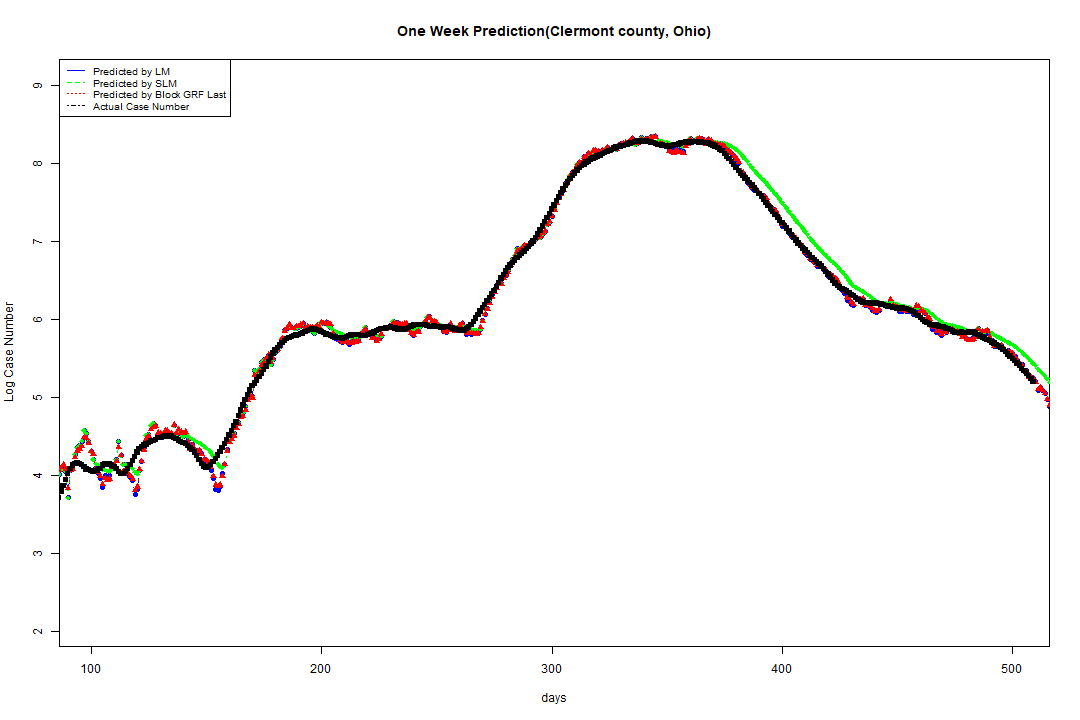 One Week Prediction(Clermont county, Ohio)
Predicted by LM
Predicted by SLM
Predicted by Block GRF Last
Actual Case Number
9
8
7
6
5
4
3
2
Log Case Number
100 200 300 400 500
days